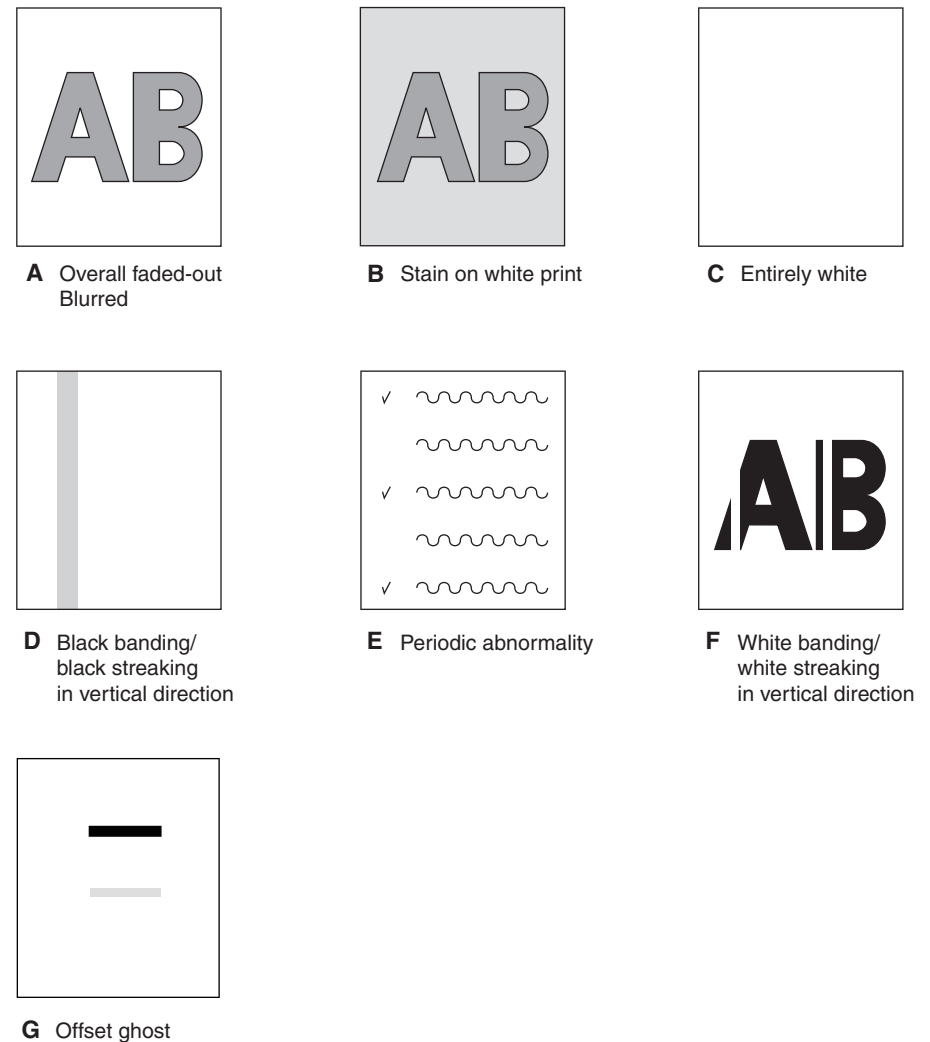 AB
AB
A Overall faded-out
Blurred
B Stain on white print
C Entirely white
AB
D Black banding/
black streaking
in vertical direction
E Periodic abnormality
F White banding/
white streaking
in vertical direction
G Offset ghost